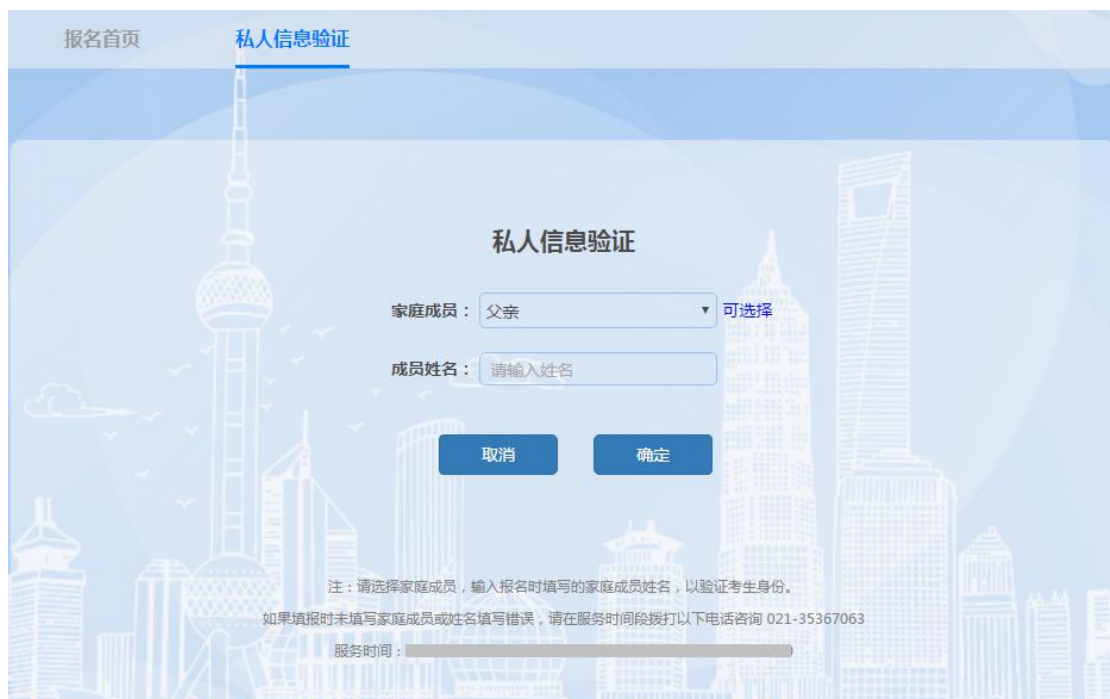 报名首页 私人信息验证
私人信息验证
家庭成员： 父亲 可选择
成员姓名： 请输入姓名
取消 确定
注：请选择家庭成员，输入报名时填写的家庭成员姓名，以验证考生身份。
如果填报时未填写家庭成员或姓名填写错误，请在服务时间段拨打以下电话咨询 021-35367063
服务时间：